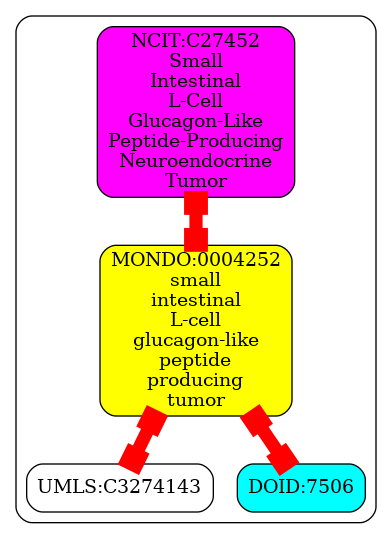 NCIT:C27452
Small
Intestinal
L-Cell
Glucagon-Like
Peptide-Producing
Neuroendocrine
Tumor
MONDO:0004252
small
intestinal
L-cell
glucagon-like
peptide
producing
tumor
UMLS:C3274143
DOID:7506